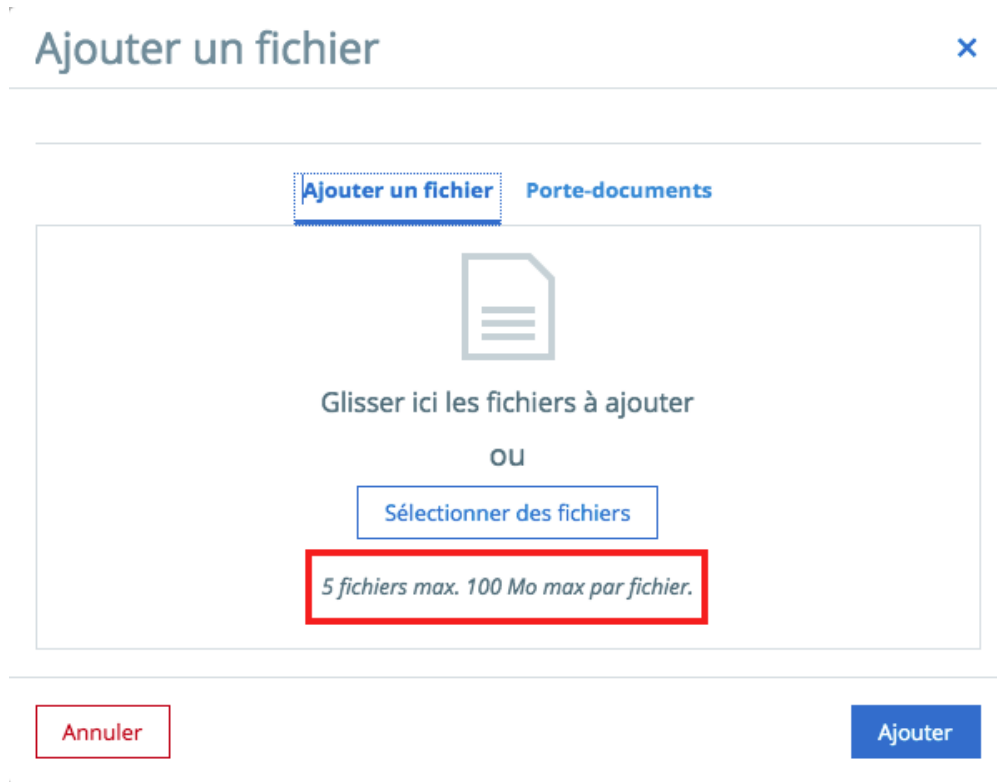 Ajouter un fichier
Ajouter un fichier Porte-documents
Glisser ici les fichiers à ajouter
ou
Sélectionner des fichiers
5 fichiers max. 100 Mo max par fichier.
Annuler Ajouter